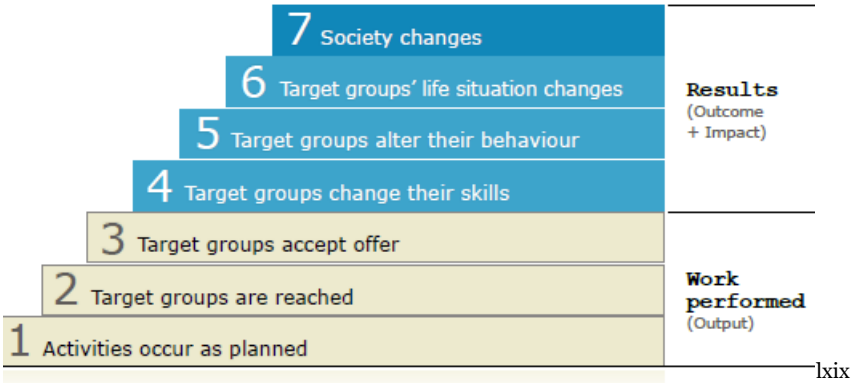 7 Society changes
6 Target groups’ life situation changes
5 Target groups alter their behaviour
4 Target groups change their skills
Results
(Outcome
+ Impact)
3 Target groups accept offer
2 Target groups are reached
1 Activities occur as planned
Work
performed
(Output)
lxix